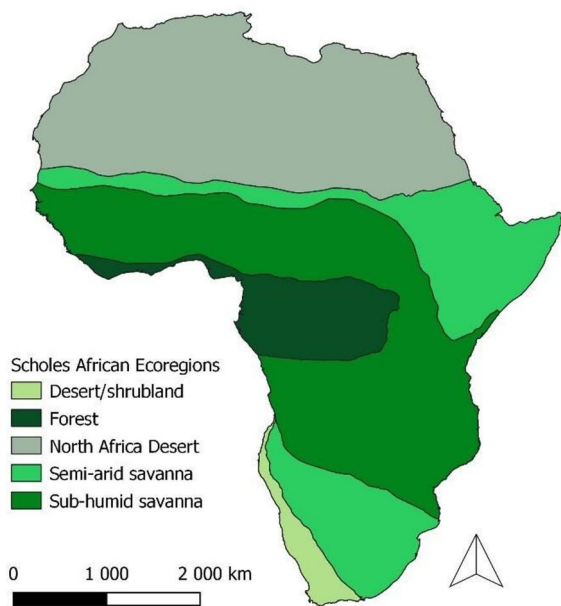 Scholes African Ecoregions
Desert/shrubland
Forest
North Africa Desert
Semi-arid savanna
Sub-humid savanna
0 1 000 2 000 km